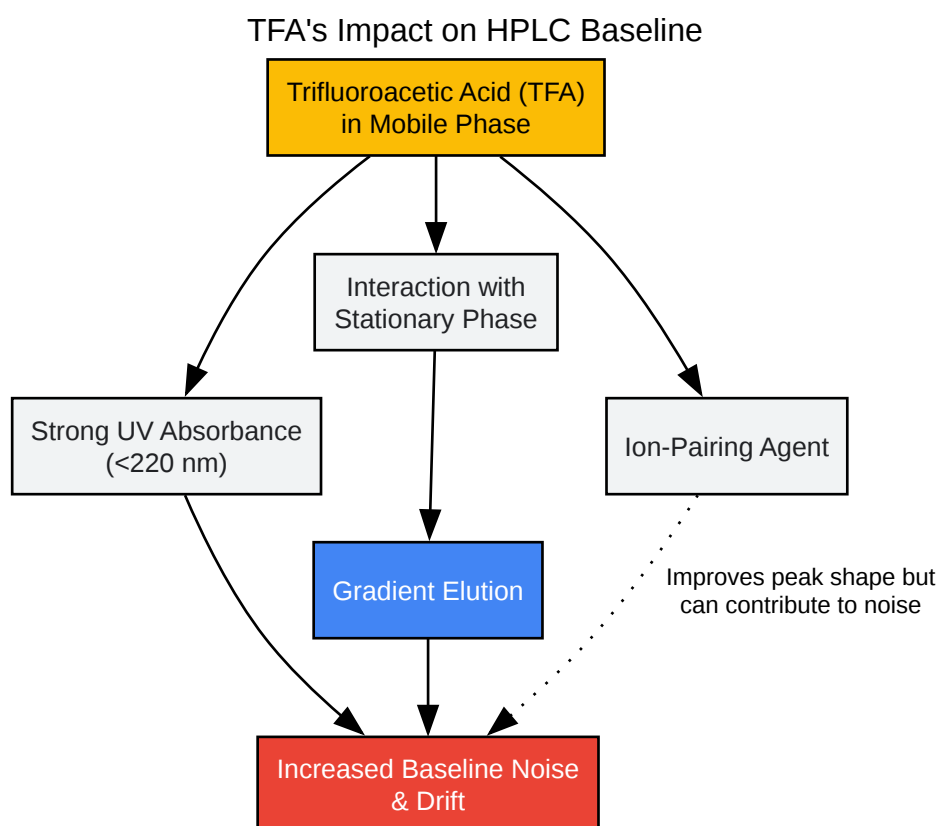 TFA's Impact on HPLC Baseline
Trifluoroacetic Acid (TFA)
in Mobile Phase
Interaction with
Stationary Phase
Strong UV Absorbance
(<220 nm)
Ion-Pairing Agent
Gradient Elution
Improves peak shape but
can contribute to noise
Increased Baseline Noise
& Drift